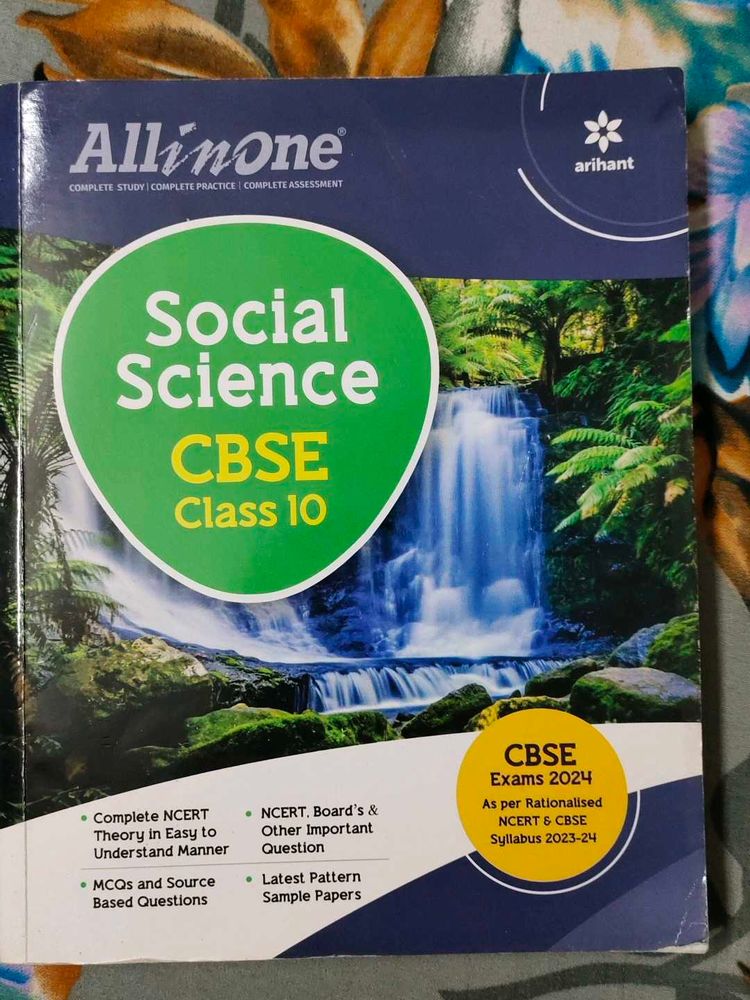 All in One®
COMPLETE STUDY | COMPLETE PRACTICE | COMPLETE ASSESSMENT
arihant
Social
Science
CBSE
Class 10
CBSE
Exams 2024
As per Rationalised
NCERT & CBSE
Syllabus 2023-24
• Complete NCERT
Theory in Easy to
Understand Manner
• NCERT, Board's &
Other Important
Question
• MCQs and Source
Based Questions
• Latest Pattern
Sample Papers